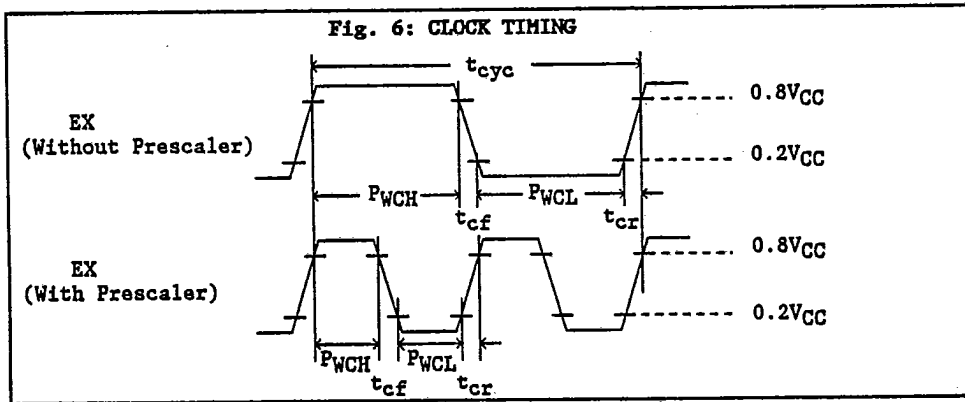 Fig. 6: CLOCK TIMING
tcyc
0.8VCC
EX
(Without Prescaler)
0.2VCC
PWCH
tcf
PWCL
tcr
0.8VCC
EX
(With Prescaler)
0.2VCC
PWCH
tcf
PWCL
tcr